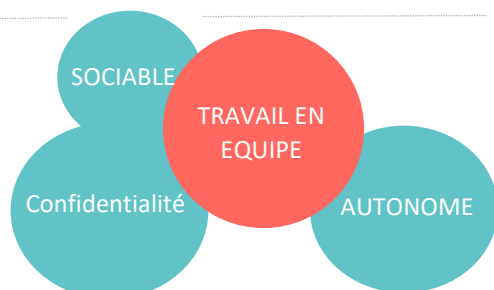 SOCIABLE
TRAVAIL EN
EQUIPE
Confidentialité
AUTONOME